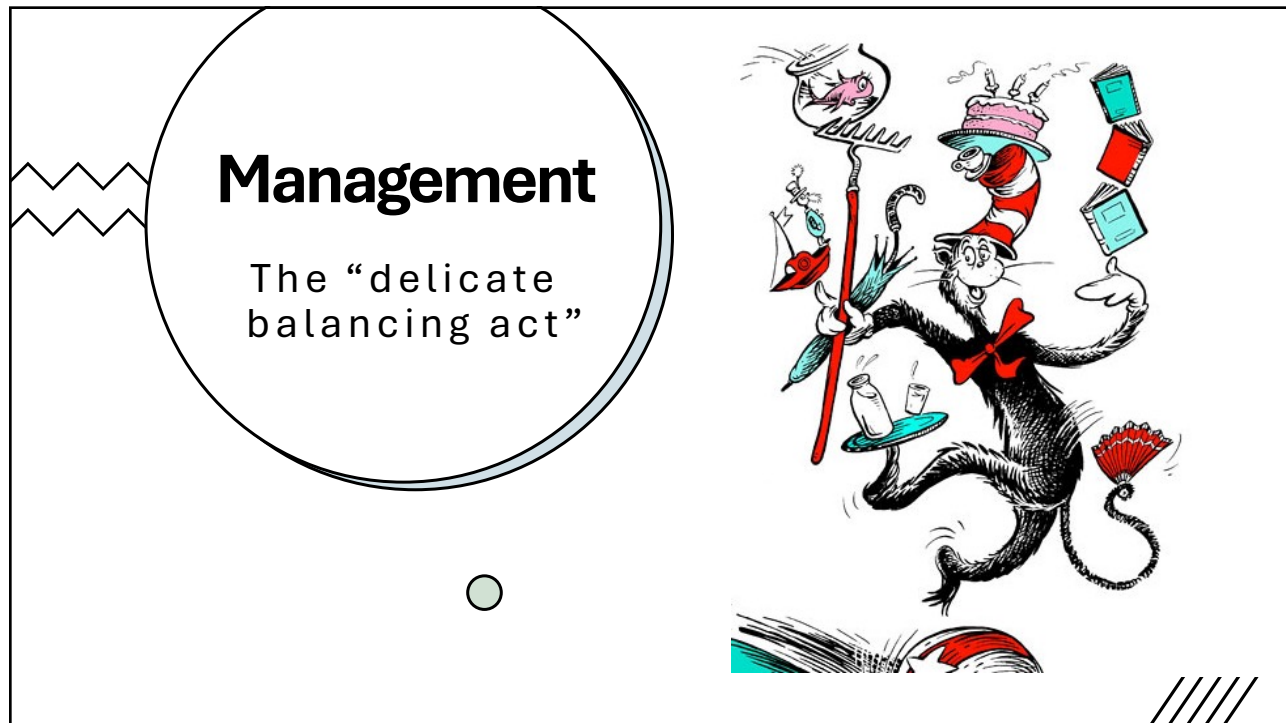 Management
The “delicate
balancing act”